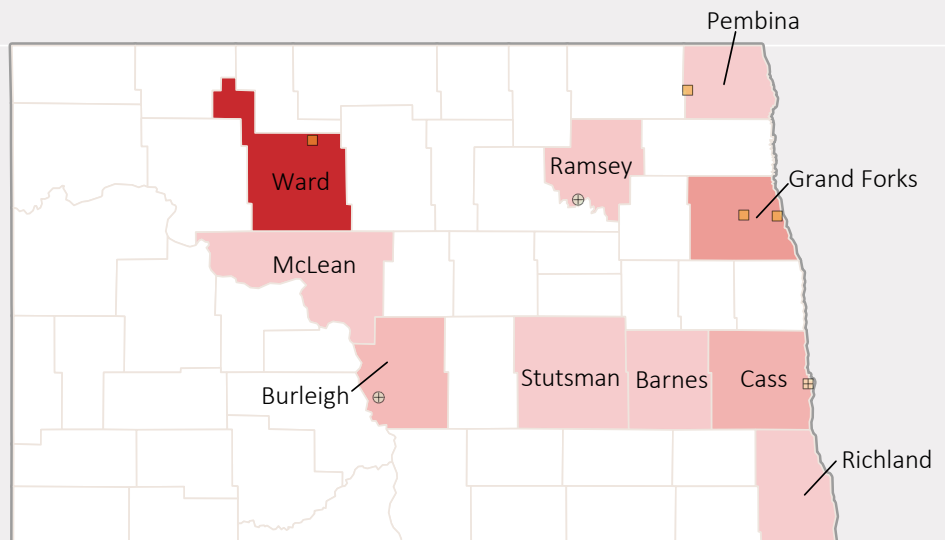 Pembina
Ramsey
Grand Forks
Ward
McLean
Stutsman
Barnes
Cass
Burleigh
Richland